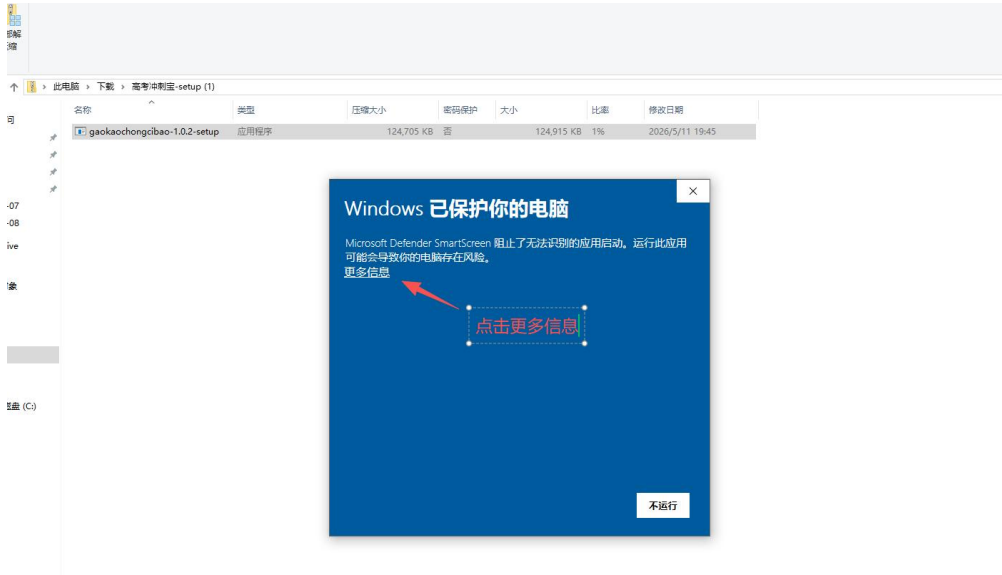 此电脑 › 下载 › 高考冲刺宝-setup (1)
名称 类型 压缩大小 密码保护 大小 比率 修改日期
gaokaochongcibao-1.0.2-setup 应用程序 124,705 KB 否 124,915 KB 1% 2026/5/11 19:45
-07
-08
ive
(C:)
Windows 已保护你的电脑
Microsoft Defender SmartScreen 阻止了无法识别的应用启动。运行此应用
可能会导致你的电脑存在风险。
更多信息
点击更多信息
不运行